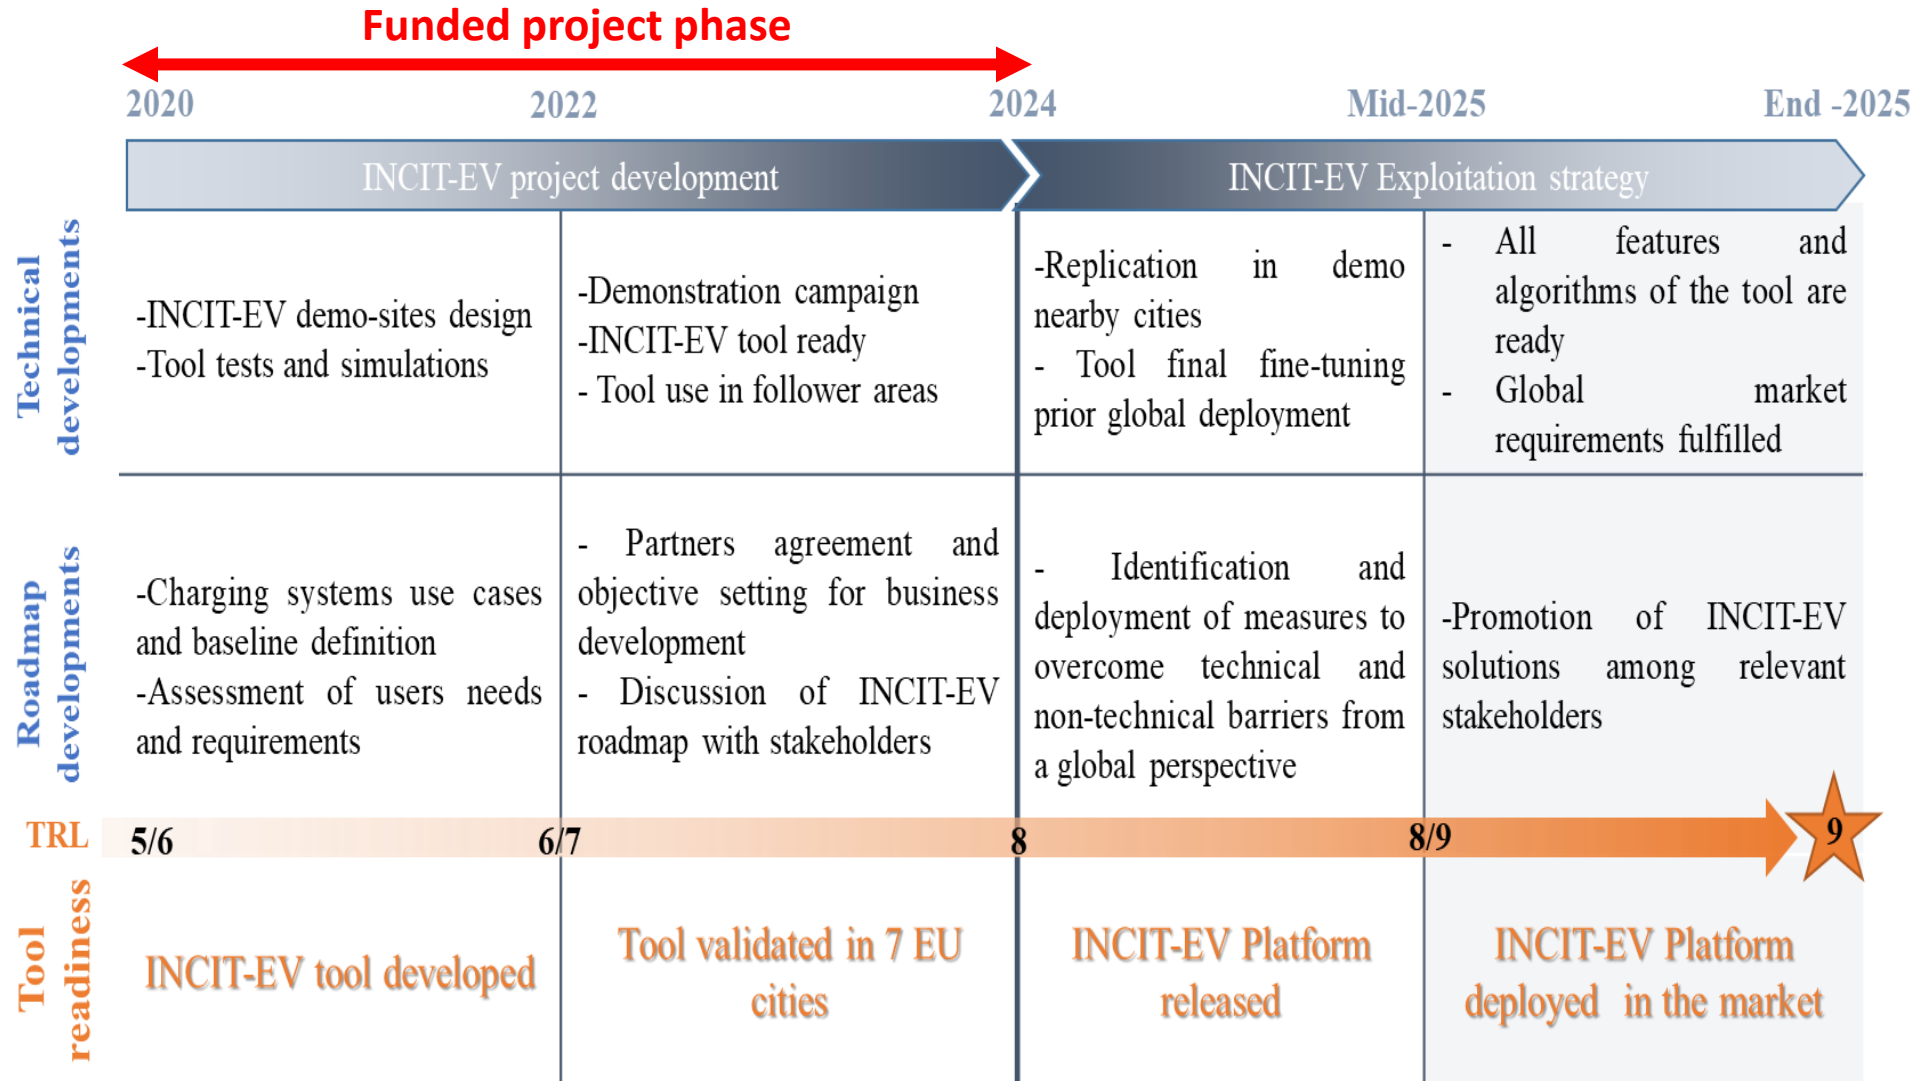 Funded project phase
2020
2022
2024
Mid-2025
End -2025
INCIT-EV project development
INCIT-EV Exploitation strategy
Technical
developments
-INCIT-EV demo-sites design
-Tool tests and simulations
-Demonstration campaign
-INCIT-EV tool ready
- Tool use in follower areas
-Replication in demo
nearby cities
- Tool final fine-tuning
prior global deployment
- All features and
algorithms of the tool are
ready
- Global market
requirements fulfilled
Roadmap
developments
-Charging systems use cases
and baseline definition
-Assessment of users needs
and requirements
- Partners agreement and
objective setting for business
development
- Discussion of INCIT-EV
roadmap with stakeholders
- Identification and
deployment of measures to
overcome technical and
non-technical barriers from
a global perspective
-Promotion of INCIT-EV
solutions among relevant
stakeholders
TRL
5/6
6/7
8
8/9
9
Tool
readiness
INCIT-EV tool developed
Tool validated in 7 EU
cities
INCIT-EV Platform
released
INCIT-EV Platform
deployed in the market